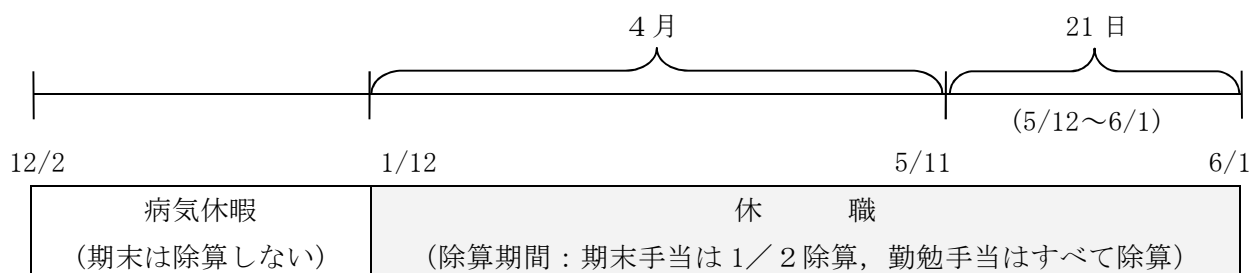 ４月
21 日
(5/12～6/1)
12/2
1/12
5/11
6/1
病気休暇
（期末は除算しない）
休 職
（除算期間：期末手当は 1／２除算，勤勉手当はすべて除算）